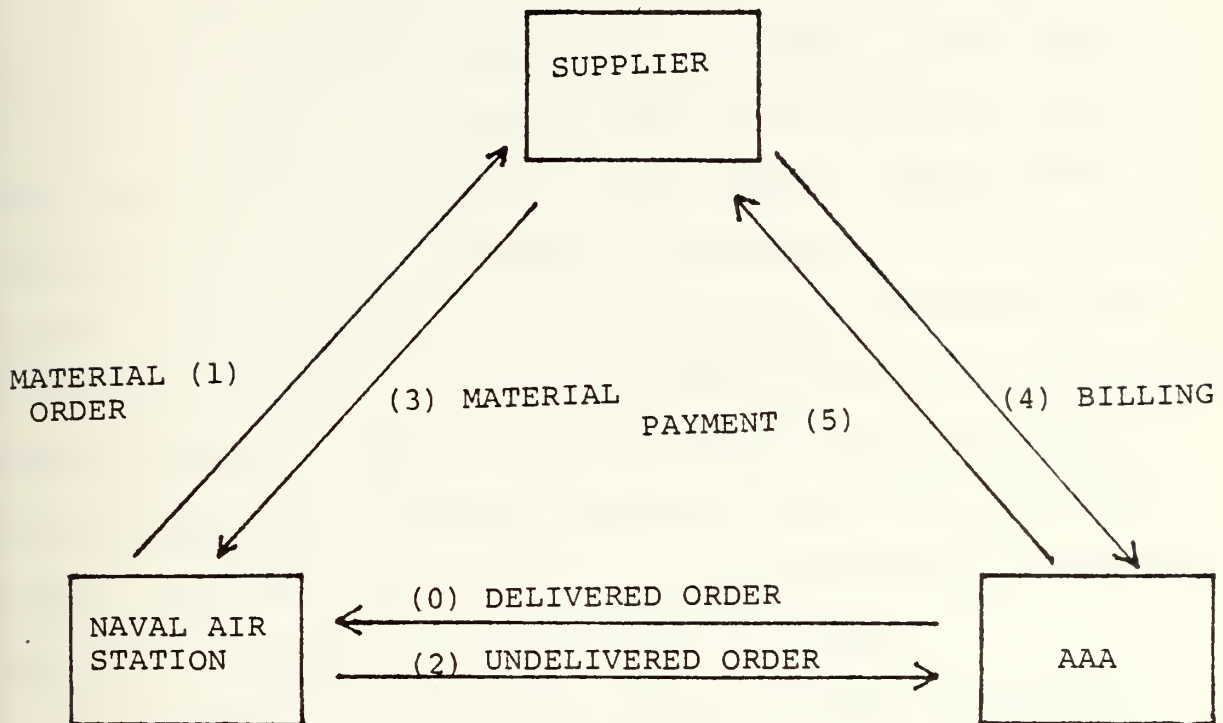 SUPPLIER
MATERIAL (1)
ORDER
(3) MATERIAL
PAYMENT (5)
(4) BILLING
(0) DELIVERED ORDER
NAVAL AIR
STATION
(2) UNDELIVERED ORDER
AAA